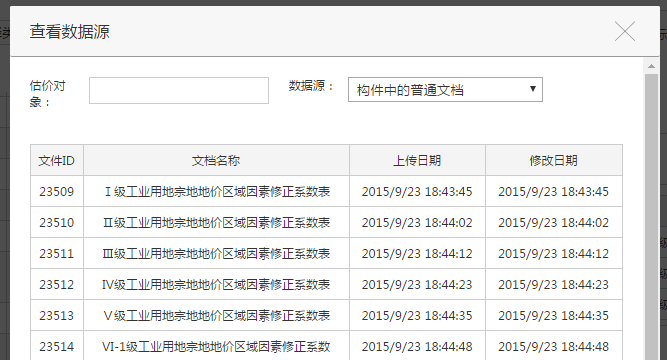 查看数据源
估价对
象：
数据源：
构件中的普通文档
文件ID 文档名称 上传日期 修改日期
23509 Ⅰ级工业用地宗地地价区域因素修正系数表 2015/9/23 18:43:45 2015/9/23 18:43:45
23510 Ⅱ级工业用地宗地地价区域因素修正系数表 2015/9/23 18:44:02 2015/9/23 18:44:02
23511 Ⅲ级工业用地宗地地价区域因素修正系数表 2015/9/23 18:44:12 2015/9/23 18:44:12
23512 Ⅳ级工业用地宗地地价区域因素修正系数表 2015/9/23 18:44:23 2015/9/23 18:44:23
23513 Ⅴ级工业用地宗地地价区域因素修正系数表 2015/9/23 18:44:35 2015/9/23 18:44:35
23514 Ⅵ-1级工业用地宗地地价区域因素修正系数 2015/9/23 18:44:48 2015/9/23 18:44:48